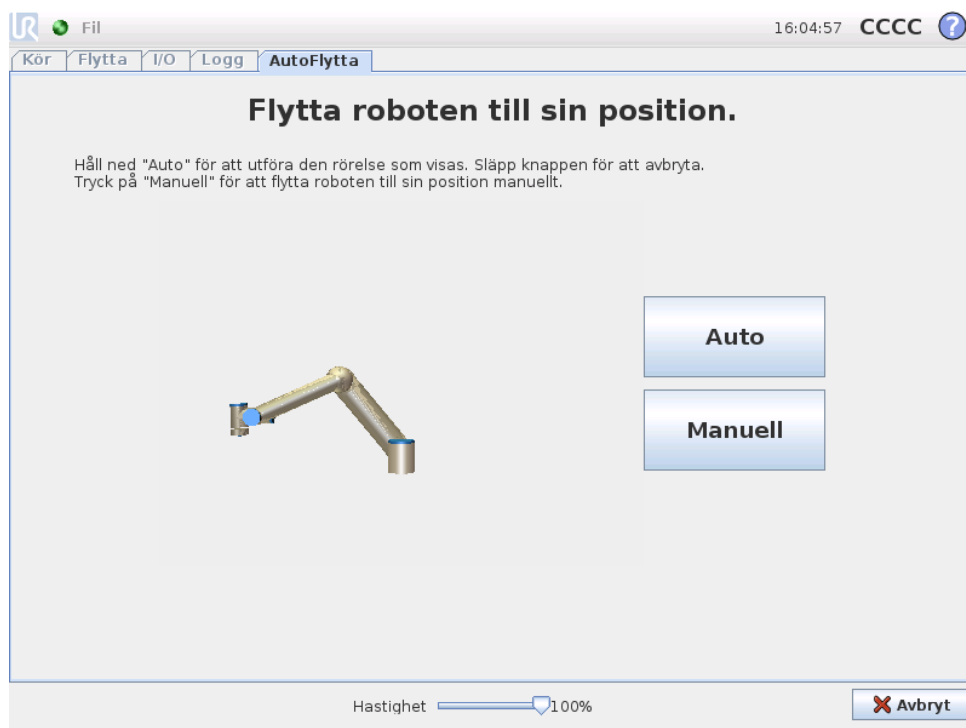 UR Fil 16:04:57 CCCC ?
Kör Flytta I/O Logg AutoFlytta
Flytta roboten till sin position.
Håll ned "Auto" för att utföra den rörelse som visas. Släpp knappen för att avbryta.
Tryck på "Manuell" för att flytta roboten till sin position manuellt.
Auto
Manuell
Hastighet 100% Avbryt